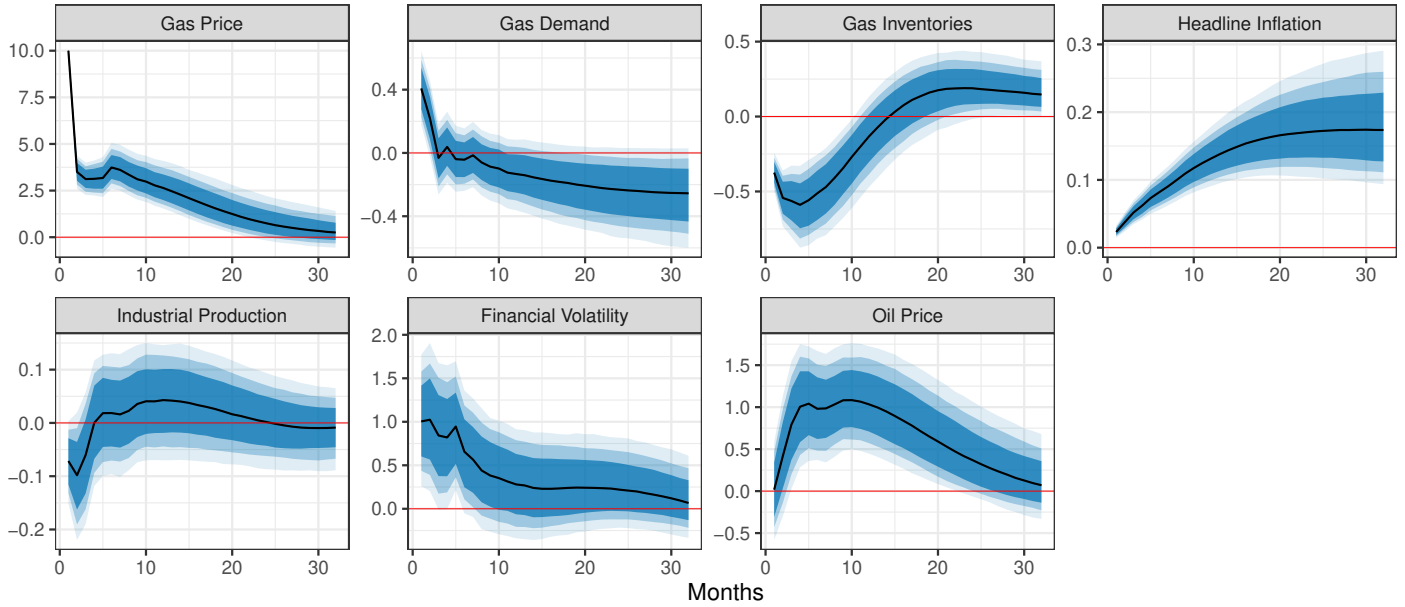 Gas Price
10.0
7.5
5.0
2.5
0.0
0 10 20 30
Gas Demand
0.4
0.0
−0.4
0 10 20 30
Gas Inventories
0.5
0.0
−0.5
0 10 20 30
Headline Inflation
0.3
0.2
0.1
0.0
0 10 20 30
Industrial Production
0.1
0.0
−0.1
−0.2
0 10 20 30
Financial Volatility
2.0
1.5
1.0
0.5
0.0
0 10 20 30
Oil Price
1.5
1.0
0.5
0.0
−0.5
0 10 20 30
Months